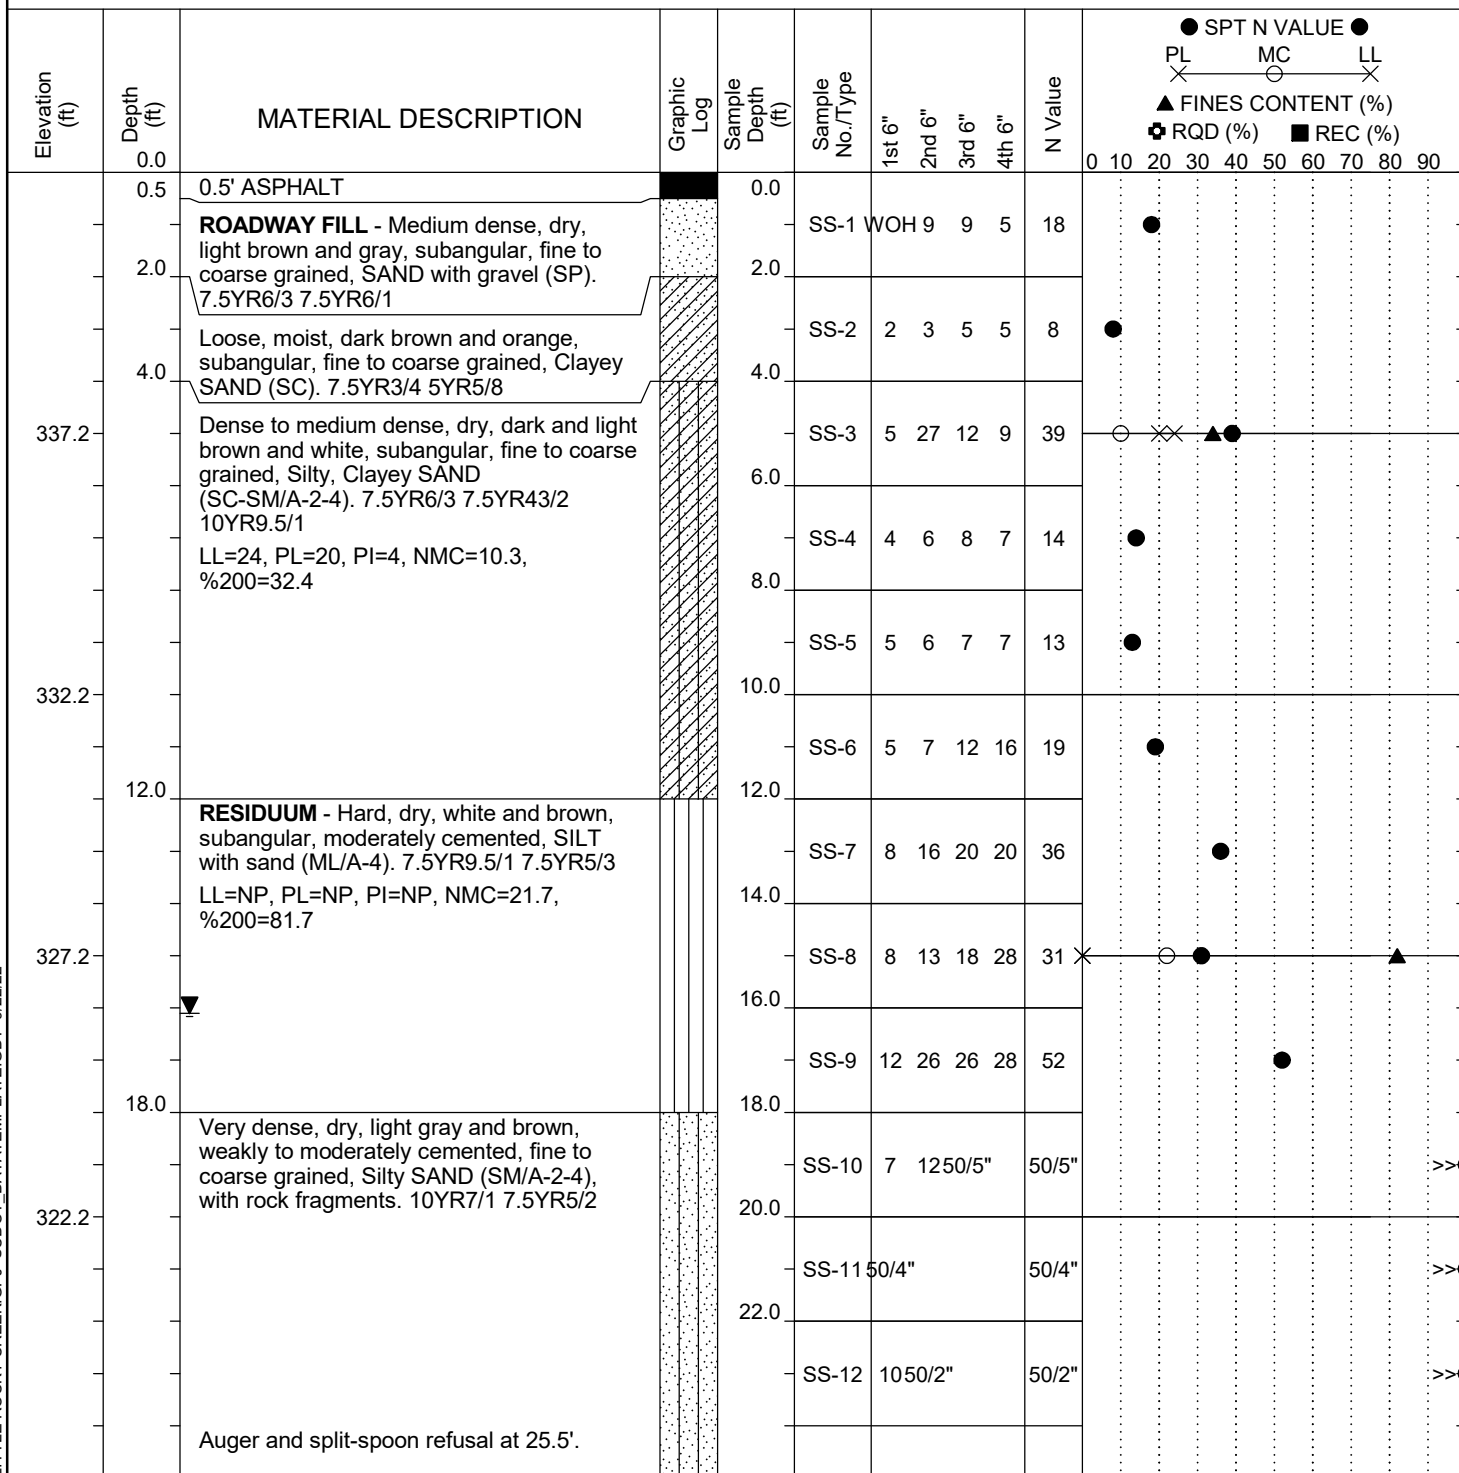 ● SPT N VALUE ●
PL MC LL
▲ FINES CONTENT (%)
RQD (%) ■ REC (%)
0 10 20 30 40 50 60 70 80 90
Elevation (ft)
Depth (ft)
0.0
MATERIAL DESCRIPTION
Graphic Log
Sample Depth (ft)
Sample No./Type
1st 6"
2nd 6"
3rd 6"
4th 6"
N Value
0.5 0.5' ASPHALT 0.0
ROADWAY FILL - Medium dense, dry,
light brown and gray, subangular, fine to
coarse grained, SAND with gravel (SP).
7.5YR6/3 7.5YR6/1
SS-1 WOH 9 9 5 18
2.0 2.0
Loose, moist, dark brown and orange,
subangular, fine to coarse grained, Clayey
SAND (SC). 7.5YR3/4 5YR5/8
SS-2 2 3 5 5 8
4.0 4.0
Dense to medium dense, dry, dark and light
brown and white, subangular, fine to coarse
grained, Silty, Clayey SAND
(SC-SM/A-2-4). 7.5YR6/3 7.5YR43/2
10YR9.5/1
LL=24, PL=20, PI=4, NMC=10.3,
%200=32.4
337.2 SS-3 5 27 12 9 39
6.0
SS-4 4 6 8 7 14
8.0
SS-5 5 6 7 7 13
332.2 10.0
SS-6 5 7 12 16 19
12.0 12.0
RESIDUUM - Hard, dry, white and brown,
subangular, moderately cemented, SILT
with sand (ML/A-4). 7.5YR9.5/1 7.5YR5/3
LL=NP, PL=NP, PI=NP, NMC=21.7,
%200=81.7
SS-7 8 16 20 20 36
14.0
327.2 SS-8 8 13 18 28 31
16.0
SS-9 12 26 26 28 52
18.0 18.0
Very dense, dry, light gray and brown,
weakly to moderately cemented, fine to
coarse grained, Silty SAND (SM/A-2-4),
with rock fragments. 10YR7/1 7.5YR5/2
SS-10 7 12 50/5" 50/5" >>
322.2 20.0
SS-11 50/4" 50/4" >>
22.0
SS-12 10 50/2" 50/2" >>
Auger and split-spoon refusal at 25.5'.